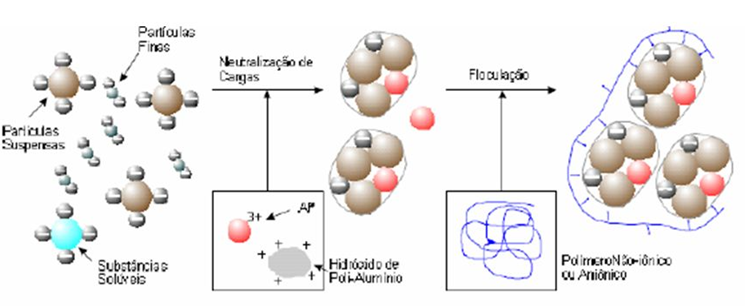 Partículas
Finas
Partículas
Suspensas
Substâncias
Solúveis
Neutralização de
Cargas
3+
Al³
+ + + + +
Hidróxido de
Poli-Alumínio
Floculação
PolímeroNão-iônico
ou Aniônico